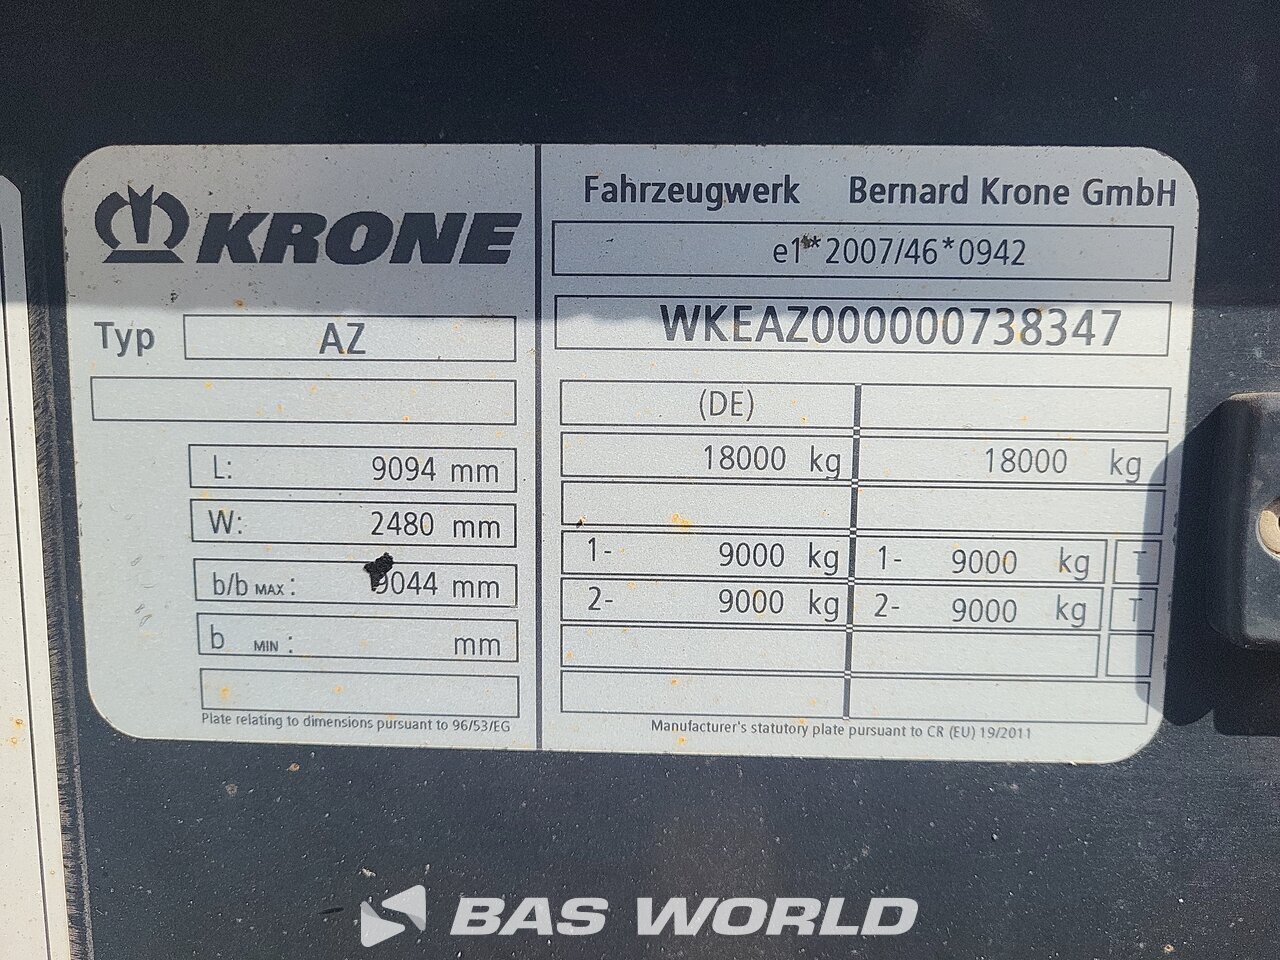 KRONE
Fahrzeugwerk Bernard Krone GmbH
e1*2007/46*0942
WKEAZ000000738347
Typ AZ
L: 9094 mm
W: 2480 mm
b/b MAX : 9044 mm
b MIN : mm
Plate relating to dimensions pursuant to 96/53/EG
(DE)
18000 kg 18000 kg
1- 9000 kg 1- 9000 kg T
2- 9000 kg 2- 9000 kg T
Manufacturer's statutory plate pursuant to CR (EU) 19/2011
BAS WORLD